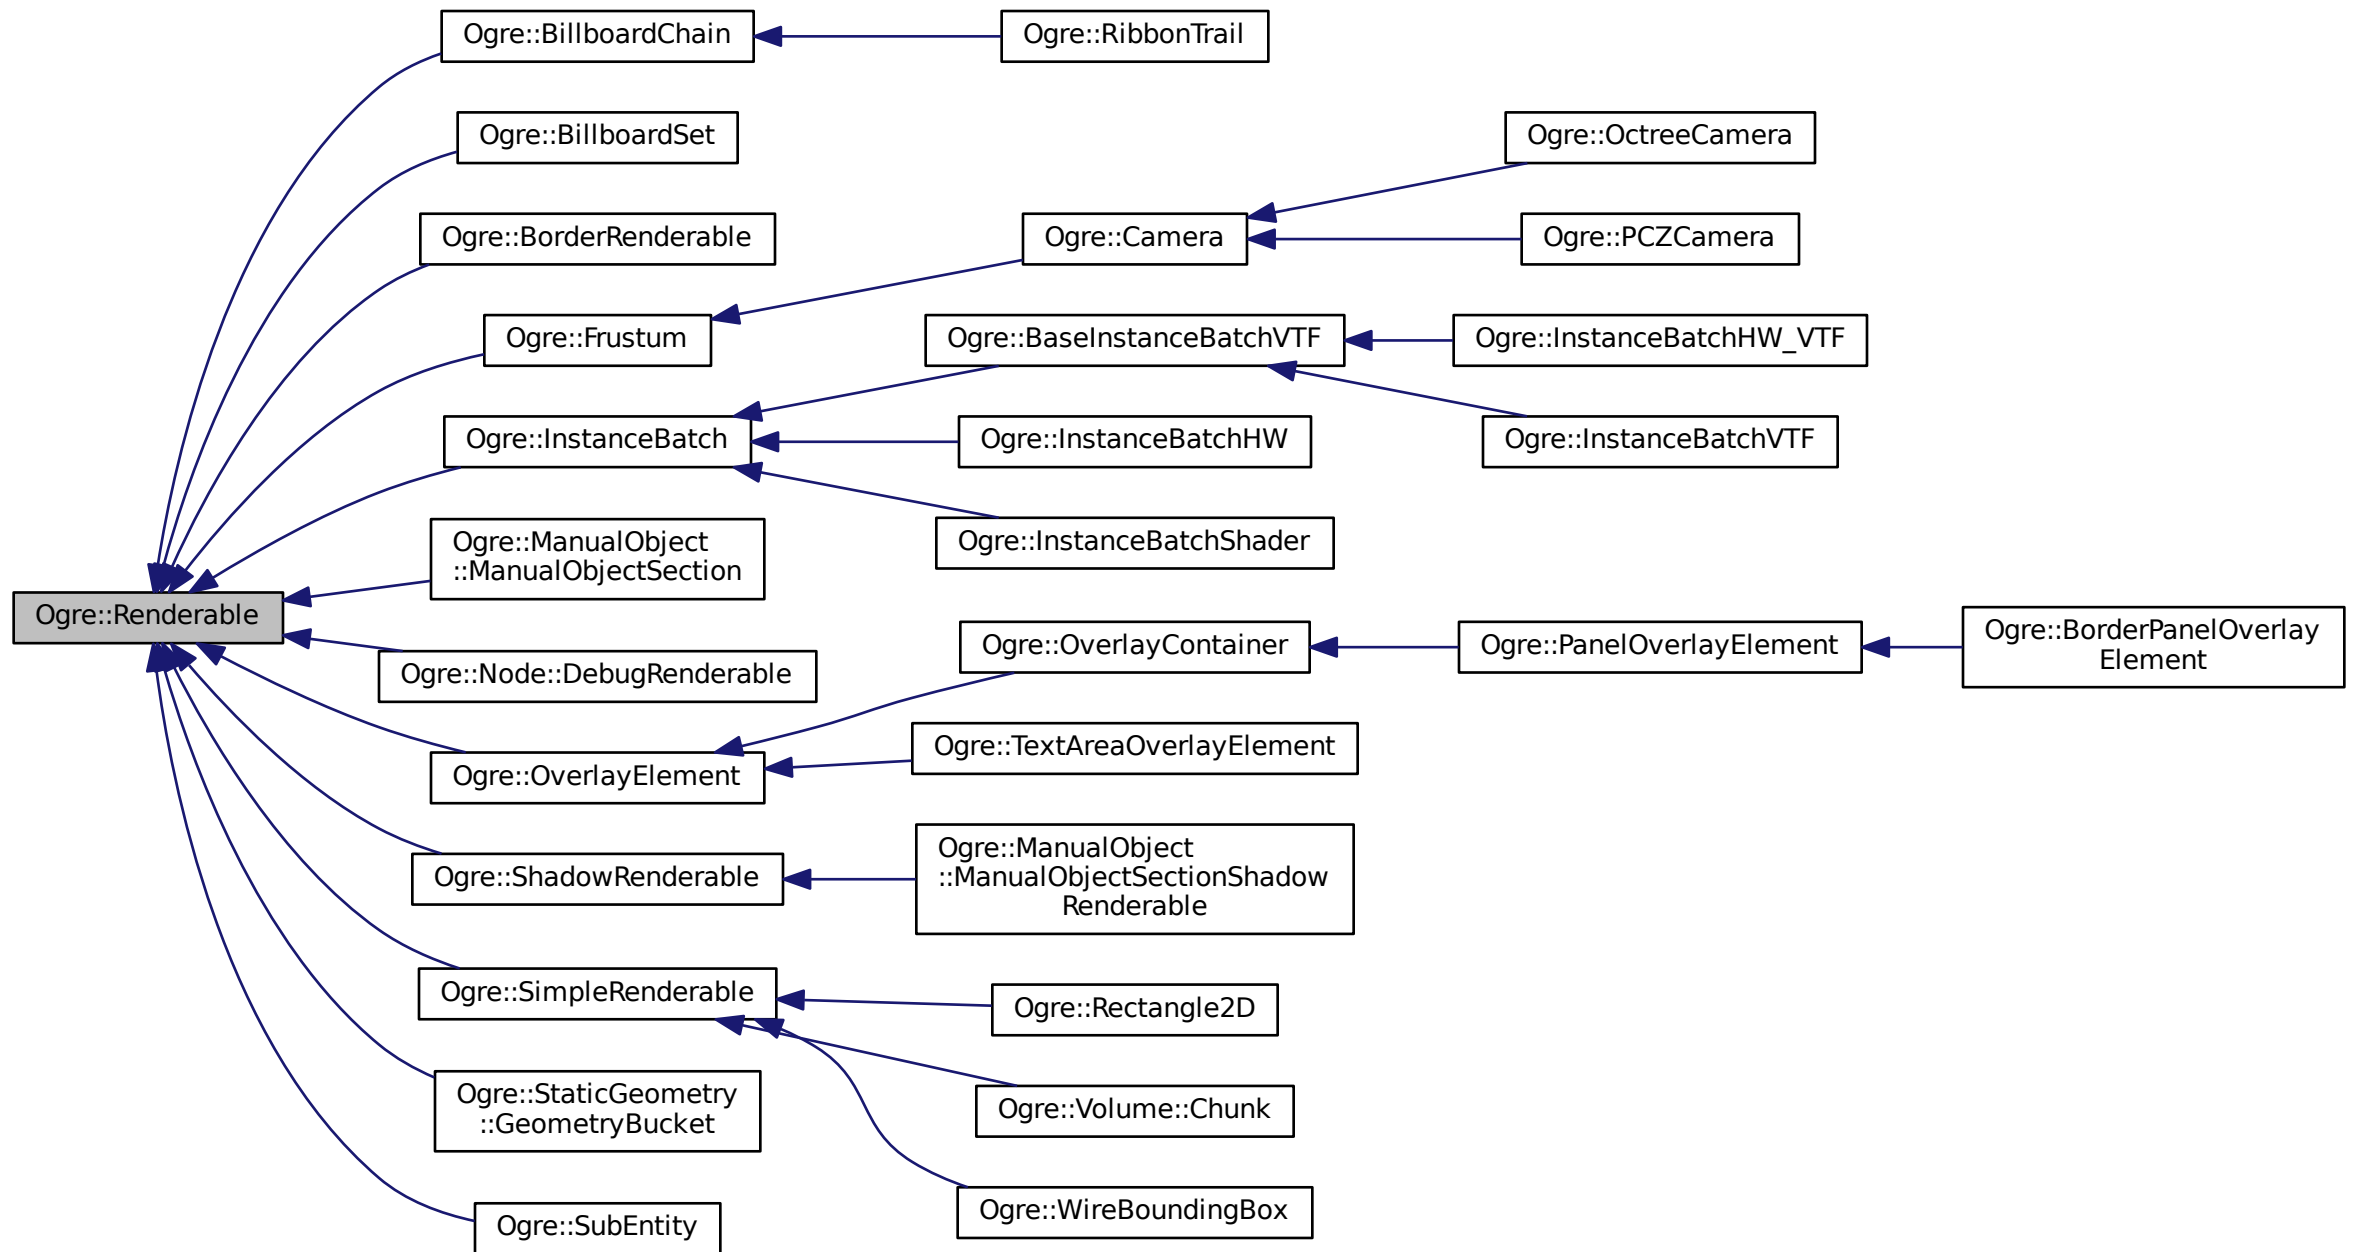 Ogre::BillboardChain
Ogre::RibbonTrail
Ogre::BillboardSet
Ogre::OctreeCamera
Ogre::BorderRenderable
Ogre::Camera
Ogre::PCZCamera
Ogre::Frustum
Ogre::BaseInstanceBatchVTF
Ogre::InstanceBatchHW_VTF
Ogre::InstanceBatch
Ogre::InstanceBatchHW
Ogre::InstanceBatchVTF
Ogre::ManualObject
::ManualObjectSection
Ogre::InstanceBatchShader
Ogre::Renderable
Ogre::OverlayContainer
Ogre::PanelOverlayElement
Ogre::BorderPanelOverlay
Element
Ogre::Node::DebugRenderable
Ogre::TextAreaOverlayElement
Ogre::OverlayElement
Ogre::ManualObject
::ManualObjectSectionShadow
Renderable
Ogre::ShadowRenderable
Ogre::SimpleRenderable
Ogre::Rectangle2D
Ogre::StaticGeometry
::GeometryBucket
Ogre::Volume::Chunk
Ogre::WireBoundingBox
Ogre::SubEntity